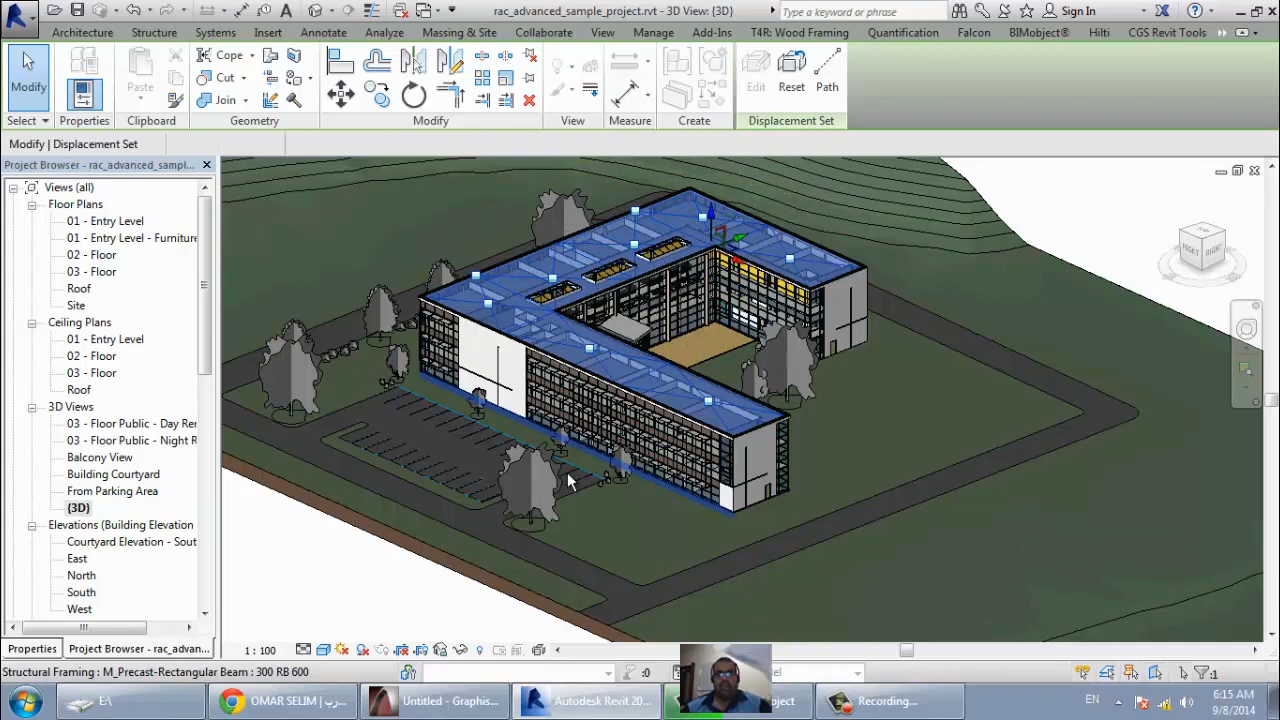 rac_advanced_sample_project.rvt - 3D View: {3D}
Type a keyword or phrase
Sign In
Architecture Structure Systems Insert Annotate Analyze Massing & Site Collaborate View Manage Add-Ins T4R: Wood Framing Quantification Falcon BIMobject® Hilti CGS Revit Tools
Modify
Paste
Cope
Cut
Join
Edit Reset Path
Select Properties Clipboard Geometry Modify View Measure Create Displacement Set
Modify | Displacement Set
Project Browser - rac_advanced_sampl...
Views (all)
Floor Plans
01 - Entry Level
01 - Entry Level - Furniture
02 - Floor
03 - Floor
Roof
Site
Ceiling Plans
01 - Entry Level
02 - Floor
03 - Floor
Roof
3D Views
03 - Floor Public - Day Rer
03 - Floor Public - Night R
Balcony View
Building Courtyard
From Parking Area
{3D}
Elevations (Building Elevation
Courtyard Elevation - Sout
East
North
South
West
RIGHT
Properties Project Browser - rac_advan...
1 : 100
Structural Framing : M_Precast-Rectangular Beam : 300 RB 600
:0
:1
E:\
OMAR SELIM | ...رب
Untitled - Graphis...
Autodesk Revit 20...
Recording...
EN
6:15 AM
9/8/2014